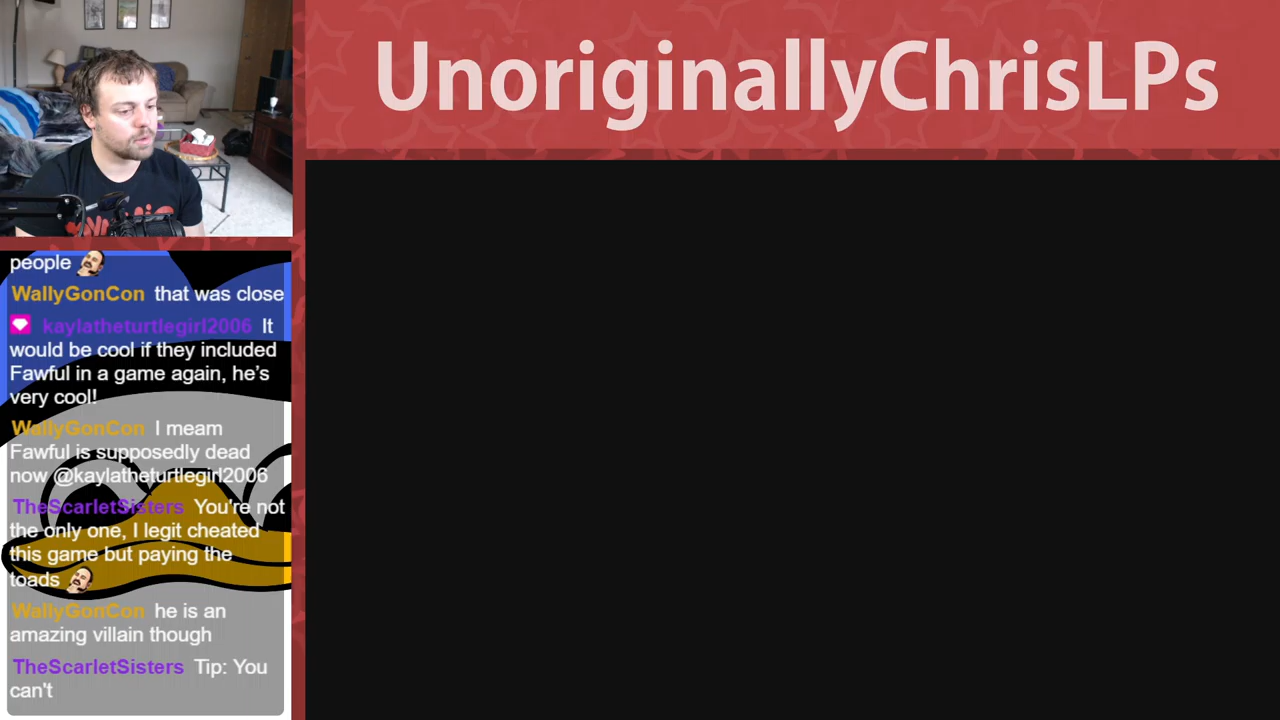 UnoriginallyChrisLPs
people
WallyGonCon that was close
kaylatheturtlegirl2006 It
would be cool if they included
Fawful in a game again, he's
very cool!
WallyGonCon I meam
Fawful is supposedly dead
now @kaylatheturtlegirl2006
TheScarletSisters You're not
the only one, I legit cheated
this game but paying the
toads
WallyGonCon he is an
amazing villain though
TheScarletSisters Tip: You
can't